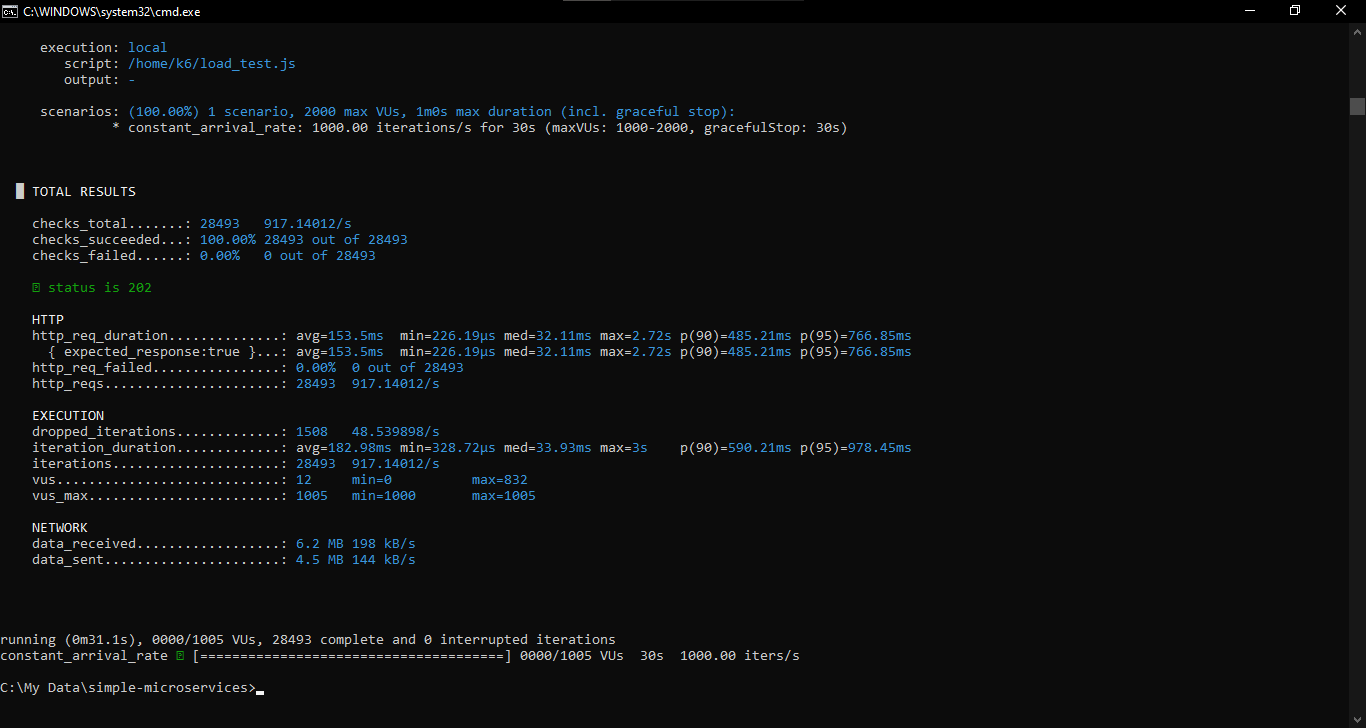 C:\WINDOWS\system32\cmd.exe
execution: local
script: /home/k6/load_test.js
output: -
scenarios: (100.00%) 1 scenario, 2000 max VUs, 1m0s max duration (incl. graceful stop):
* constant_arrival_rate: 1000.00 iterations/s for 30s (maxVUs: 1000-2000, gracefulStop: 30s)
TOTAL RESULTS
checks_total.......: 28493 917.14012/s
checks_succeeded...: 100.00% 28493 out of 28493
checks_failed......: 0.00% 0 out of 28493
status is 202
HTTP
http_req_duration..............: avg=153.5ms min=226.19µs med=32.11ms max=2.72s p(90)=485.21ms p(95)=766.85ms
{ expected_response:true }...: avg=153.5ms min=226.19µs med=32.11ms max=2.72s p(90)=485.21ms p(95)=766.85ms
http_req_failed................: 0.00% 0 out of 28493
http_reqs......................: 28493 917.14012/s
EXECUTION
dropped_iterations.............: 1508 48.539898/s
iteration_duration.............: avg=182.98ms min=328.72µs med=33.93ms max=3s p(90)=590.21ms p(95)=978.45ms
iterations.....................: 28493 917.14012/s
vus............................: 12 min=0 max=832
vus_max........................: 1005 min=1000 max=1005
NETWORK
data_received..................: 6.2 MB 198 kB/s
data_sent......................: 4.5 MB 144 kB/s
running (0m31.1s), 0000/1005 VUs, 28493 complete and 0 interrupted iterations
constant_arrival_rate [======================================] 0000/1005 VUs 30s 1000.00 iters/s
C:\My Data\simple-microservices>